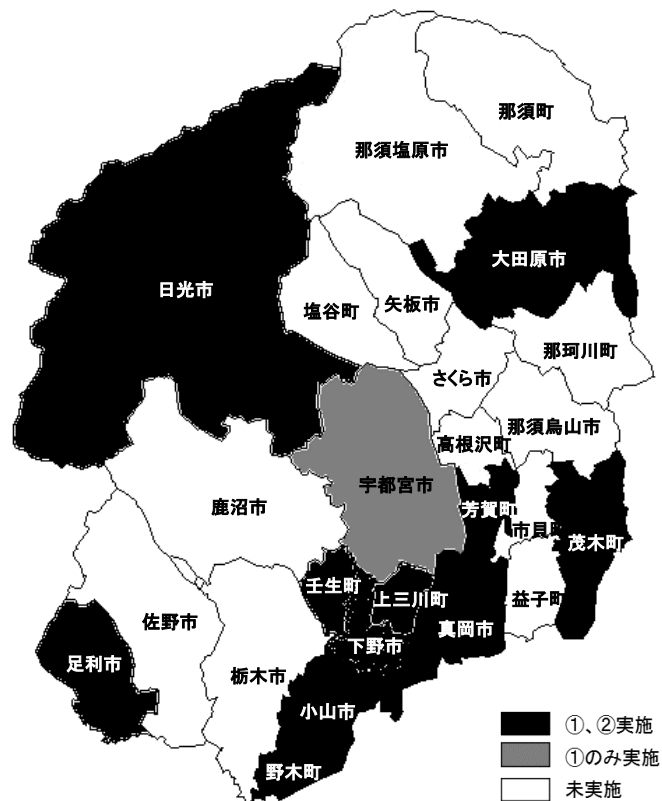 那須町
那須塩原市
大田原市
日光市
塩谷町
矢板市
那珂川町
さくら市
那須烏山市
高根沢町
宇都宮市
鹿沼市
芳賀町
市貝町
茂木町
壬生町
上三川町
益子町
佐野市
下野市
真岡市
足利市
栃木市
小山市
野木町
①、②実施
①のみ実施
未実施